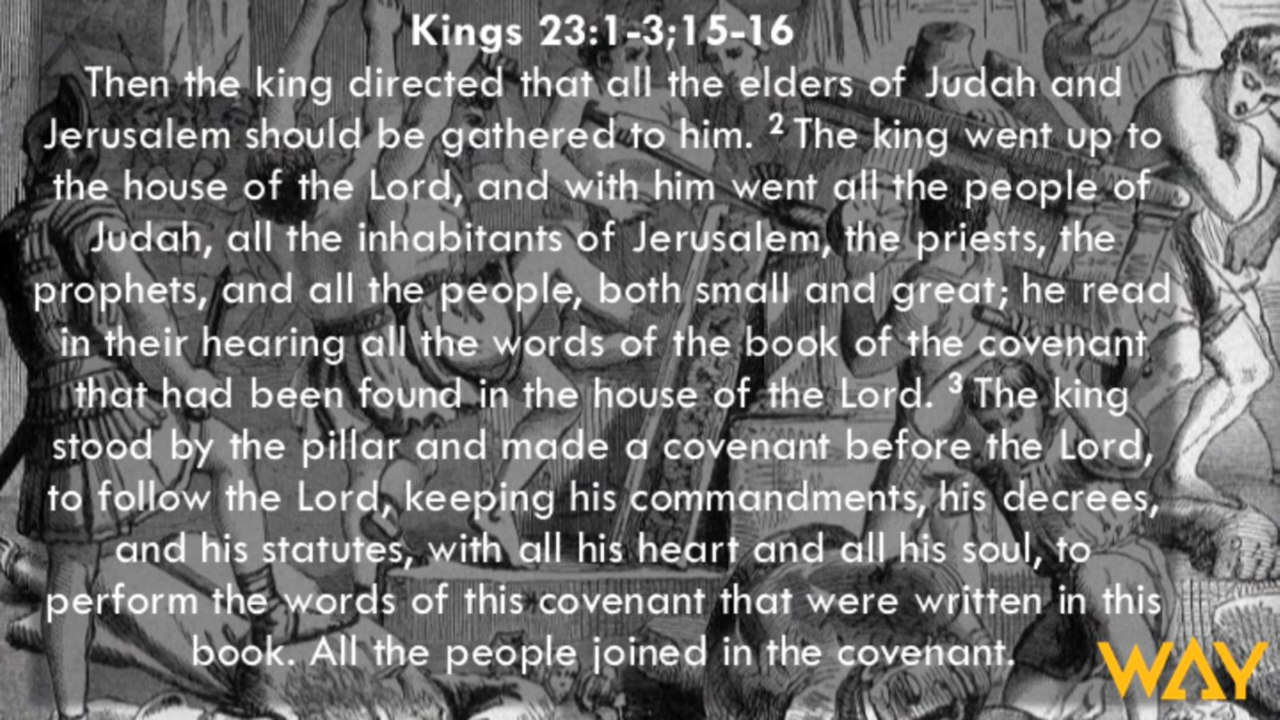 Kings 23:1-3;15-16
Then the king directed that all the elders of Judah and
Jerusalem should be gathered to him. ² The king went up to
the house of the Lord, and with him went all the people of
Judah, all the inhabitants of Jerusalem, the priests, the
prophets, and all the people, both small and great; he read
in their hearing all the words of the book of the covenant
that had been found in the house of the Lord. ³ The king
stood by the pillar and made a covenant before the Lord,
to follow the Lord, keeping his commandments, his decrees,
and his statutes, with all his heart and all his soul, to
perform the words of this covenant that were written in this
book. All the people joined in the covenant.
WAY